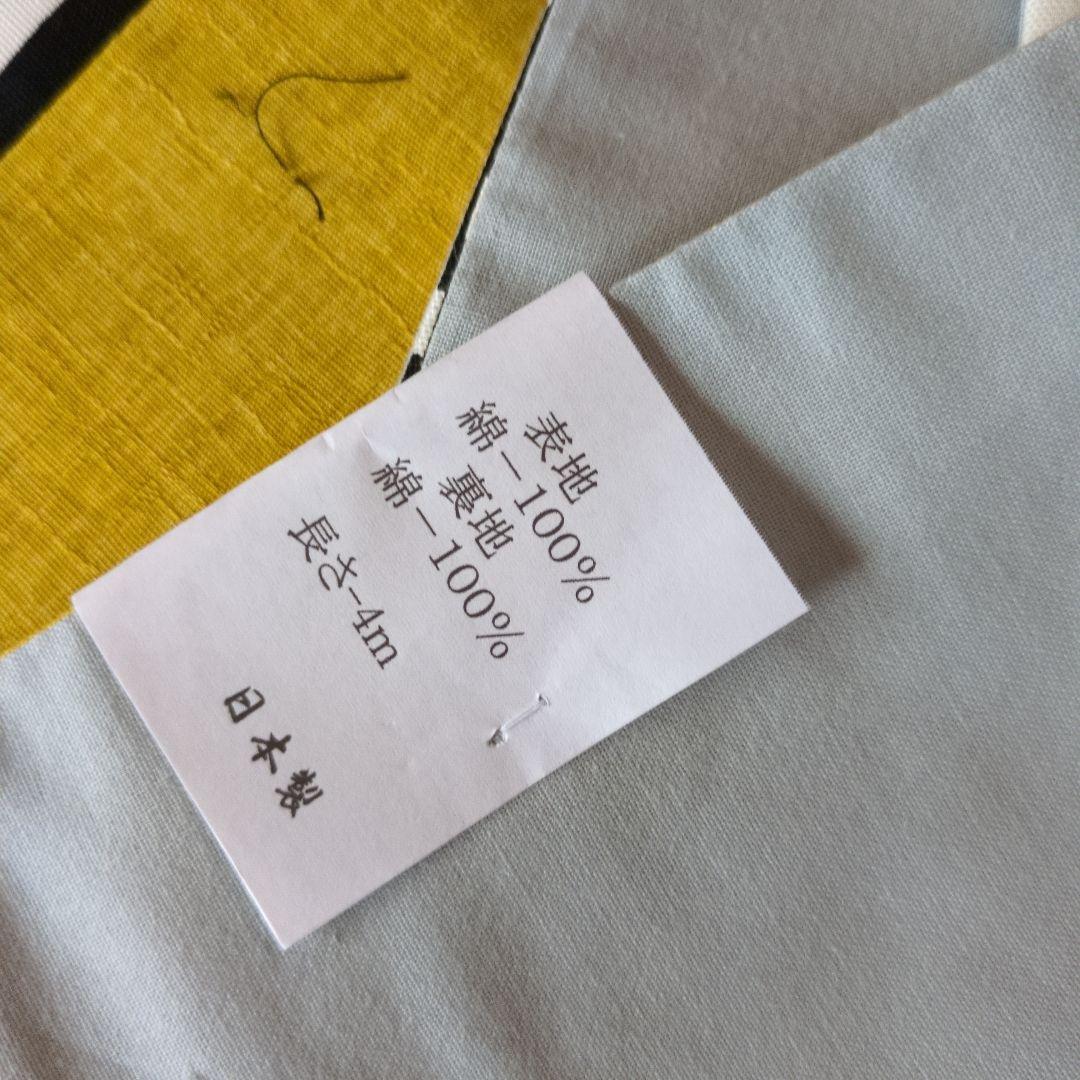 表地
綿ー100%
裏地
綿ー100%
長さ-4m
日本製